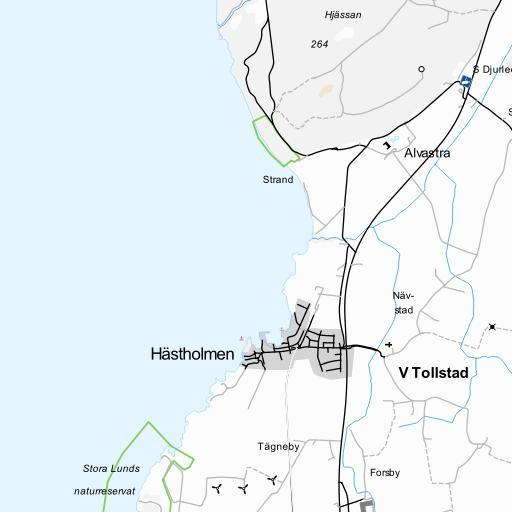 Hjässan
264
S Djurle
S
Alvastra
Strand
Näv-
stad
Hästholmen
V Tollstad
Tägneby
Stora Lunds
naturreservat
Forsby